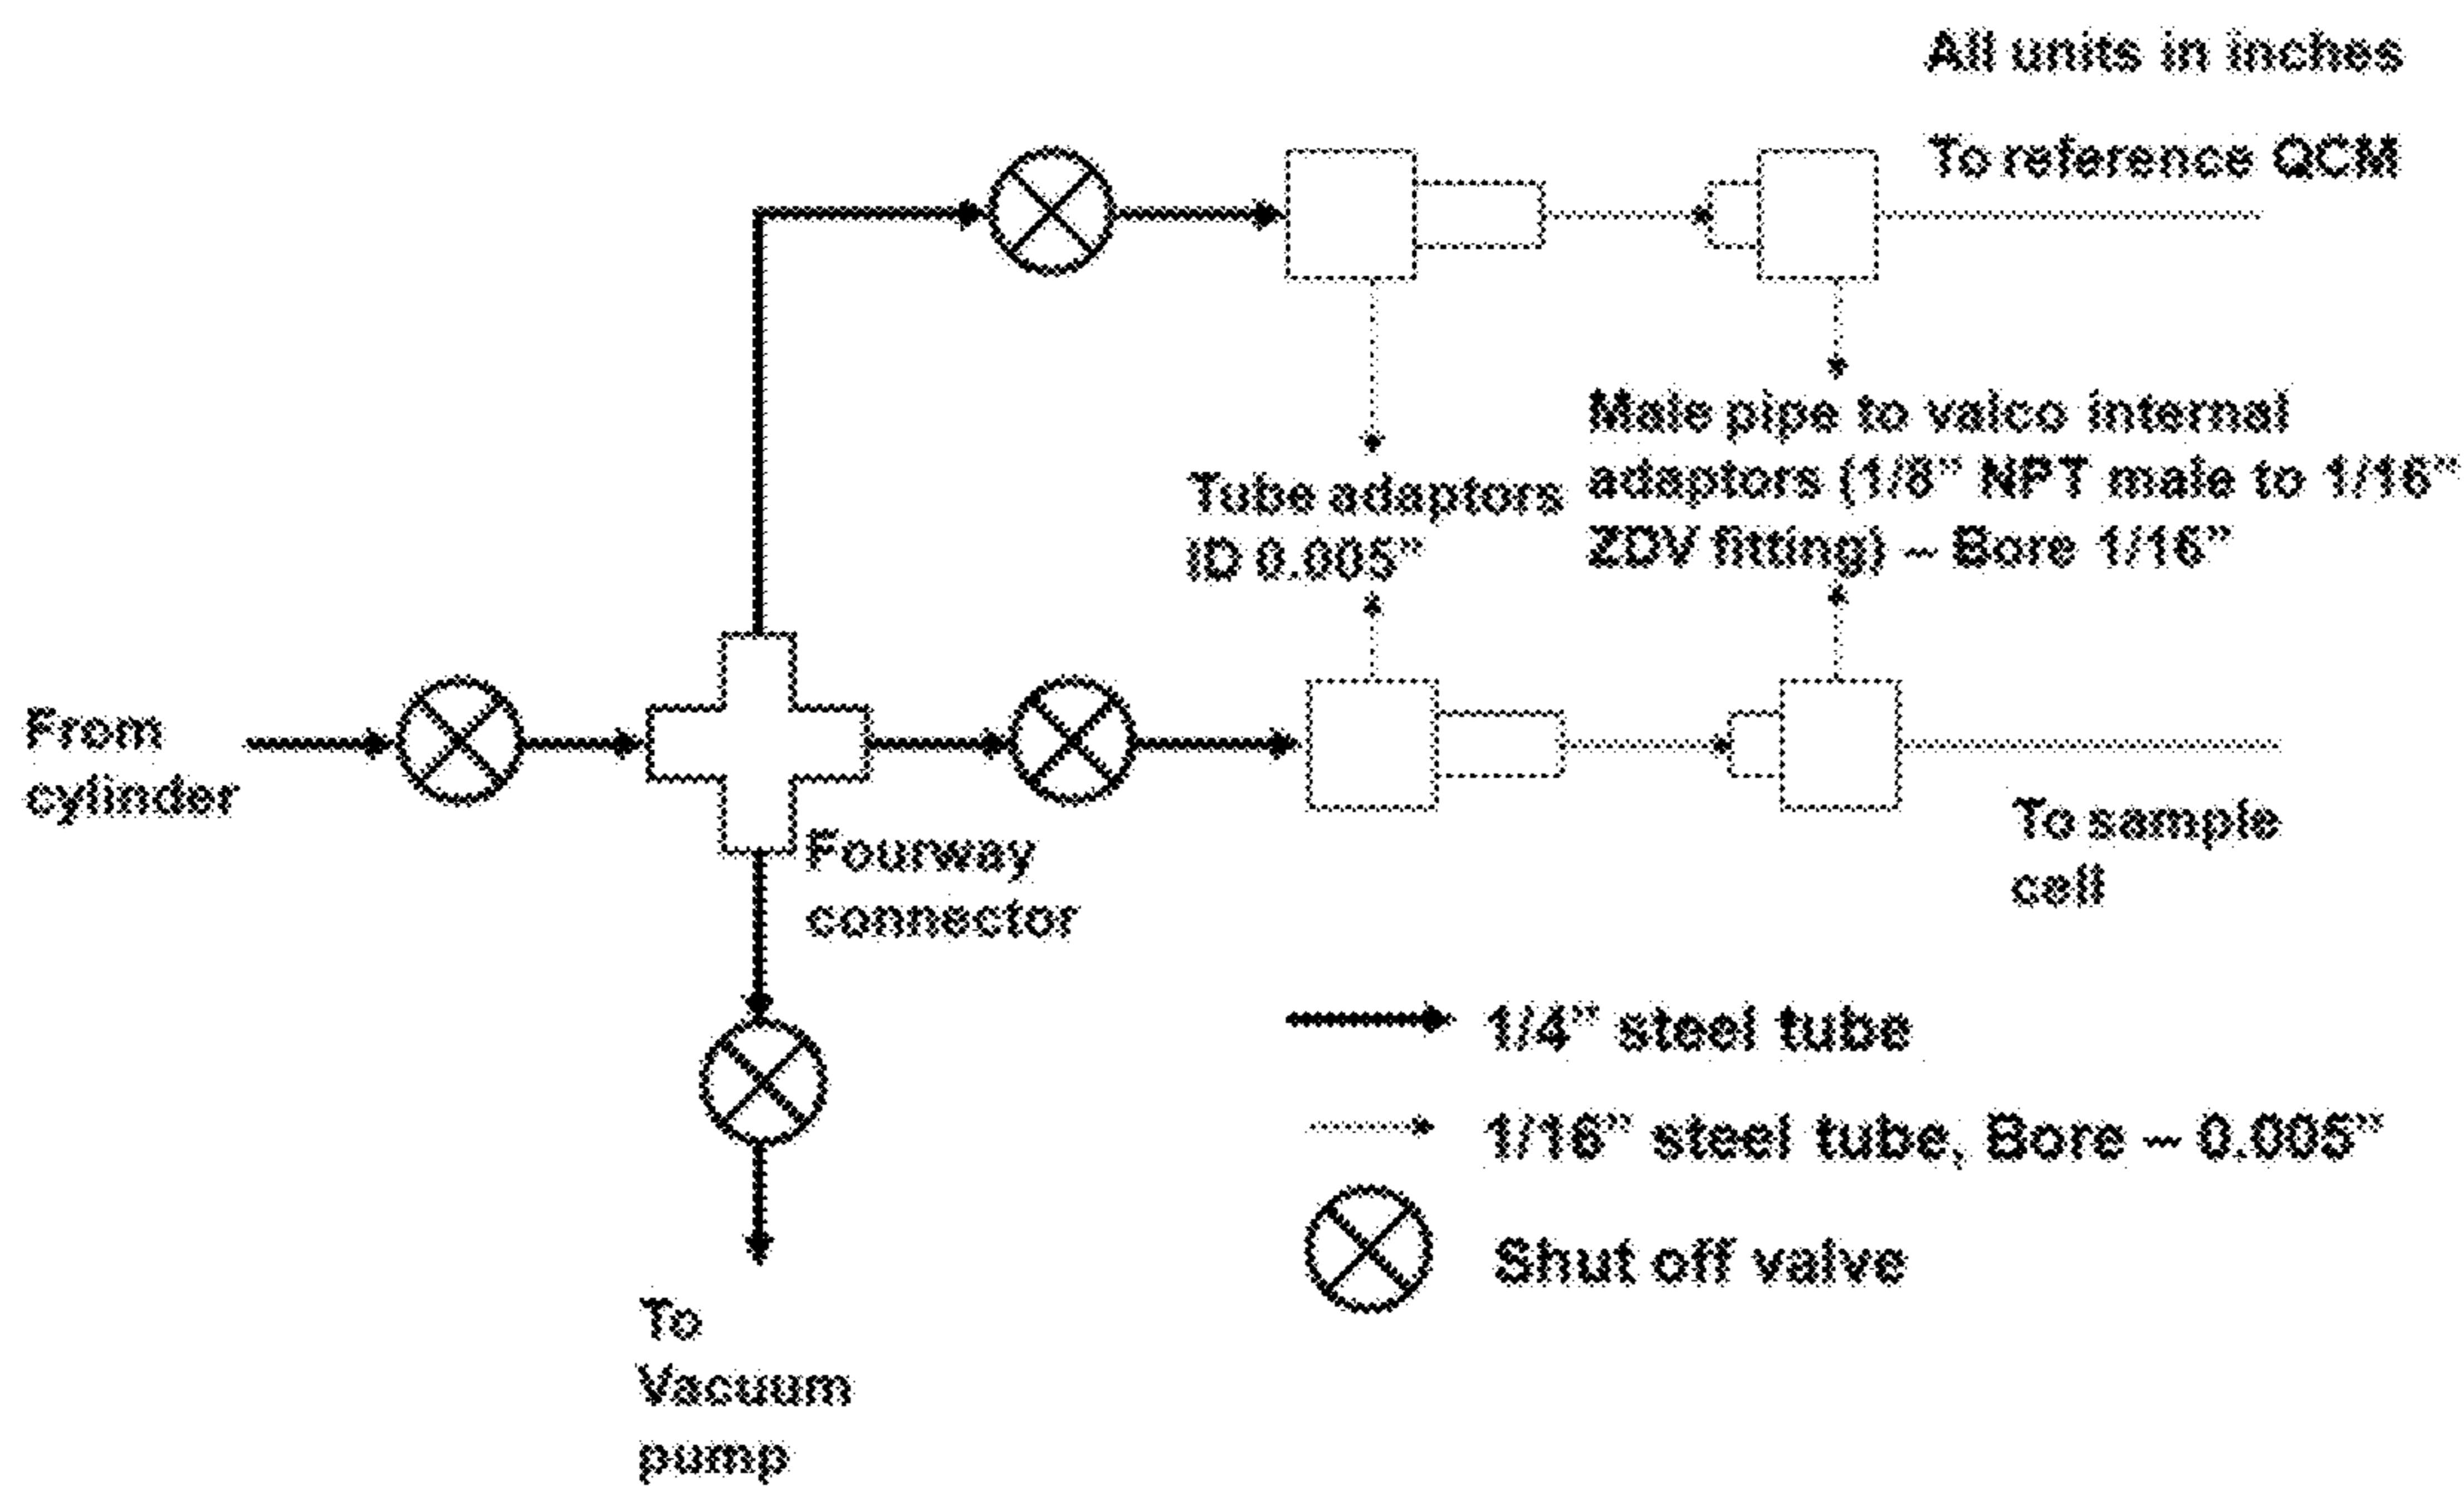 All units in inches
To reference QCM
Male pipe to valco internal
adaptors (1/8" NPT male to 1/16"
ZDV fitting) ~ Bore 1/16"
Tube adaptors
ID 0.005"
From
cylinder
Fourway
connector
To sample
cell
1/4" steel tube
1/16" steel tube, Bore ~ 0.005"
Shut off valve
To
Vacuum
pump